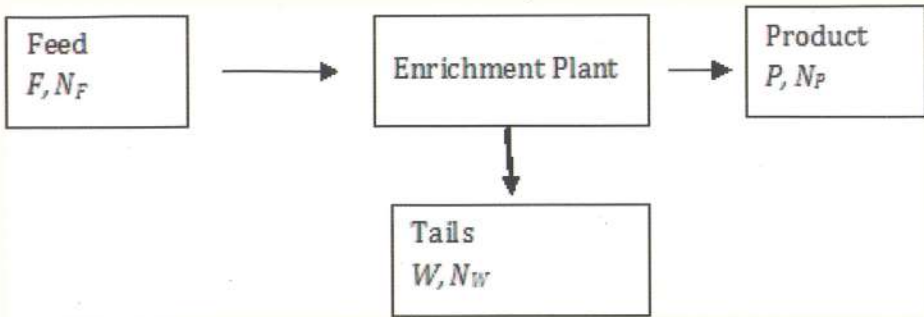 Feed
F, N_F
Enrichment Plant
Product
P, N_P
Tails
W, N_W